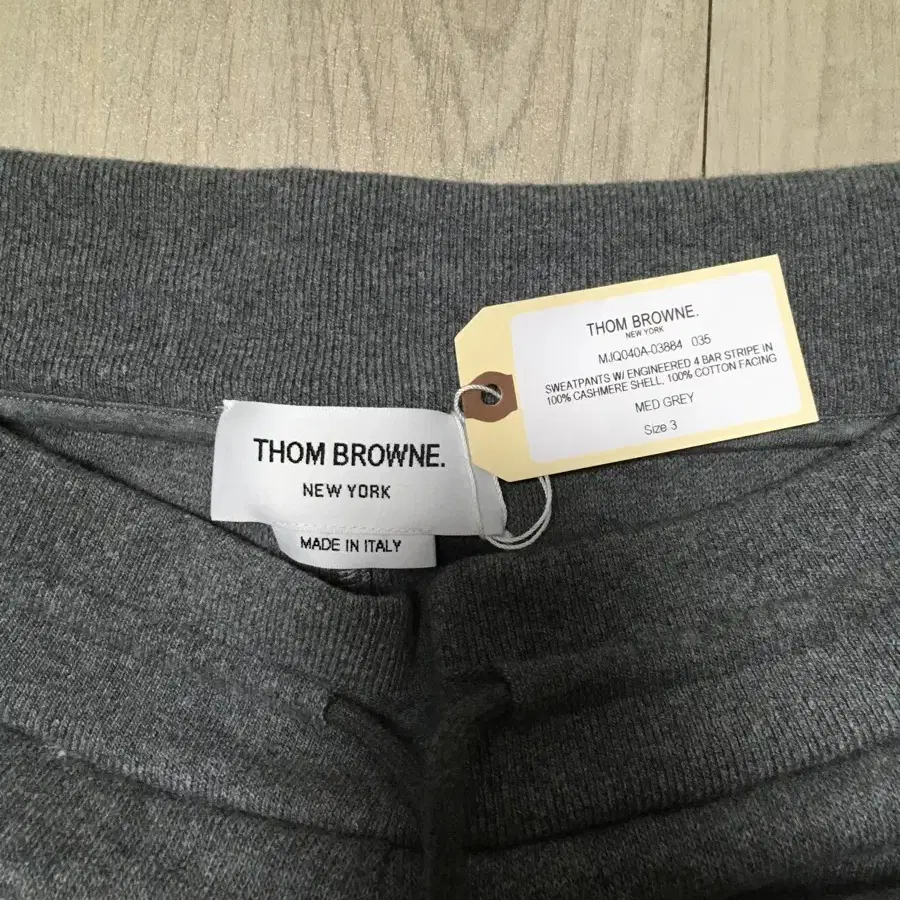 THOM BROWNE.
NEW YORK
MJQ040A-03884 035
SWEATPANTS W/ ENGINEERED 4 BAR STRIPE IN
100% CASHMERE SHELL, 100% COTTON FACING
MED GREY
Size 3
THOM BROWNE.
NEW YORK
MADE IN ITALY